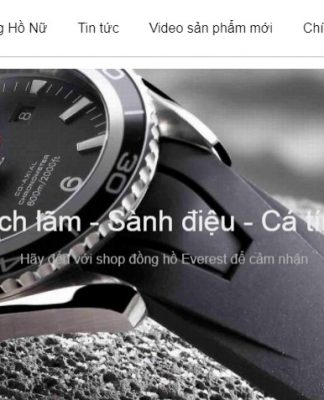 g Hồ Nữ Tin tức Video sản phẩm mới Chí
CO-AXIAL
CHRONOMETER
600m/2000ft
30
ch lãm - Sành điệu - Cá tí
Hãy đến với shop đồng hồ Everest để cảm nhận